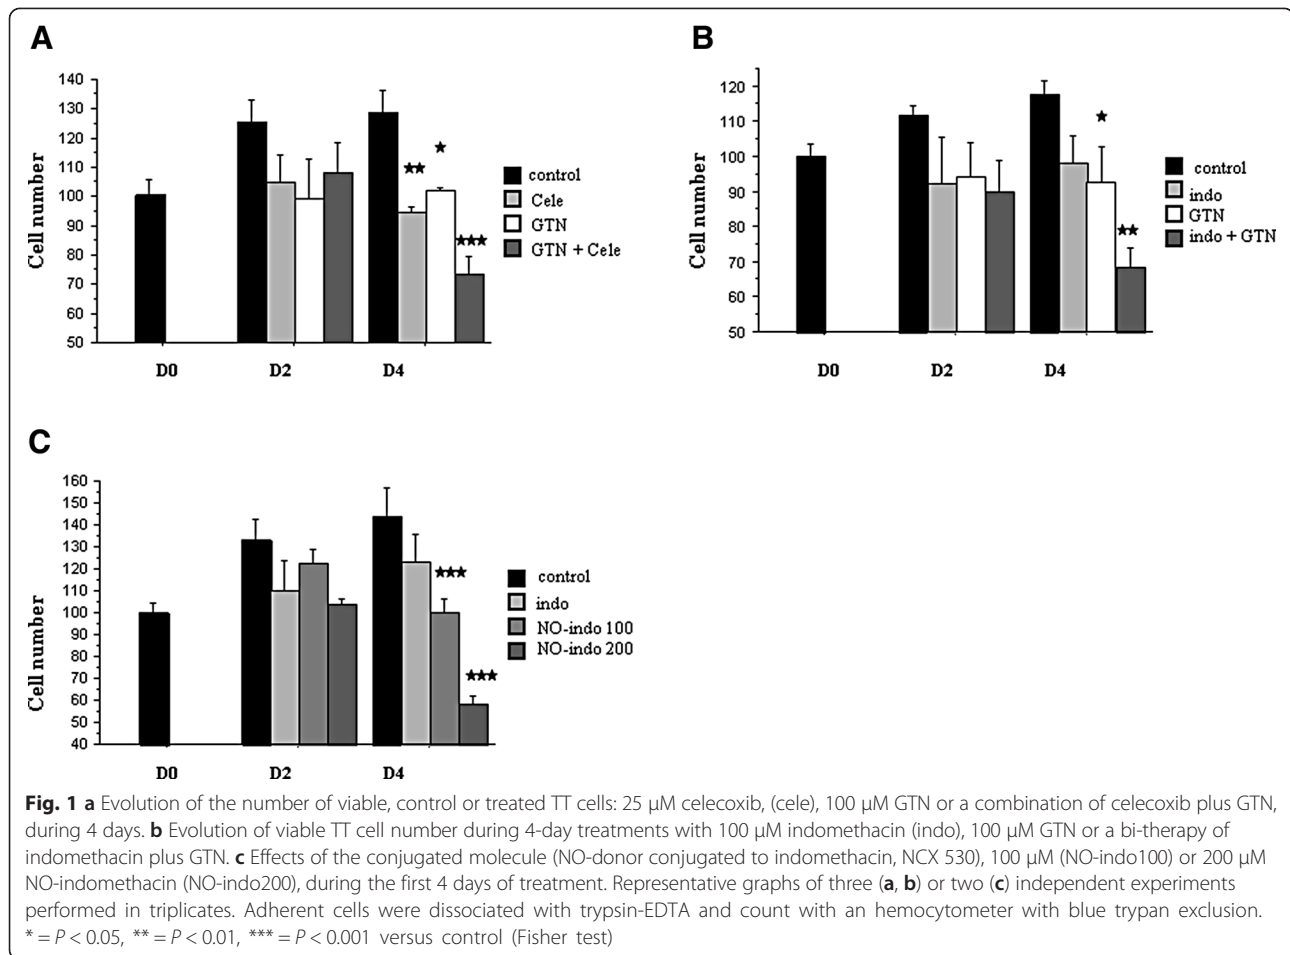 A
140
130
120
110
100
90
80
70
60
50
Cell number
D0
D2
D4
★★
★
★★★
control
Cele
GTN
GTN + Cele
B
120
110
100
90
80
70
60
50
Cell number
D0
D2
D4
★
★★
control
indo
GTN
indo + GTN
C
160
150
140
130
120
110
100
90
80
70
60
50
40
Cell number
D0
D2
D4
★★★
★★★
control
indo
NO-indo 100
NO-indo 200
Fig. 1 a Evolution of the number of viable, control or treated TT cells: 25 μM celecoxib, (cele), 100 μM GTN or a combination of celecoxib plus GTN,
during 4 days. b Evolution of viable TT cell number during 4-day treatments with 100 μM indomethacin (indo), 100 μM GTN or a bi-therapy of
indomethacin plus GTN. c Effects of the conjugated molecule (NO-donor conjugated to indomethacin, NCX 530), 100 μM (NO-indo100) or 200 μM
NO-indomethacin (NO-indo200), during the first 4 days of treatment. Representative graphs of three (a, b) or two (c) independent experiments
performed in triplicates. Adherent cells were dissociated with trypsin-EDTA and count with an hemocytometer with blue trypan exclusion.
* = P < 0.05, ** = P < 0.01, *** = P < 0.001 versus control (Fisher test)